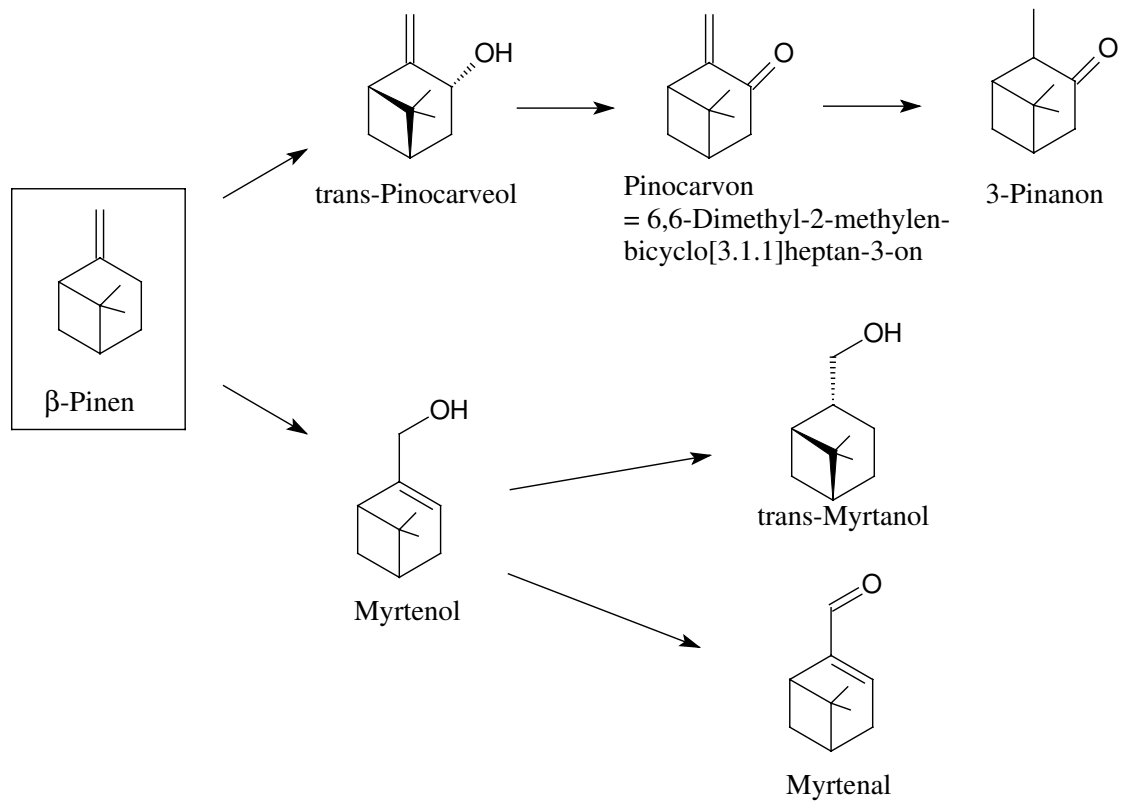 OH
O
O
trans-Pinocarveol
Pinocarvon
= 6,6-Dimethyl-2-methylen-
bicyclo[3.1.1]heptan-3-on
3-Pinanon
β-Pinen
OH
trans-Myrtanol
OH
Myrtenol
O
Myrtenal